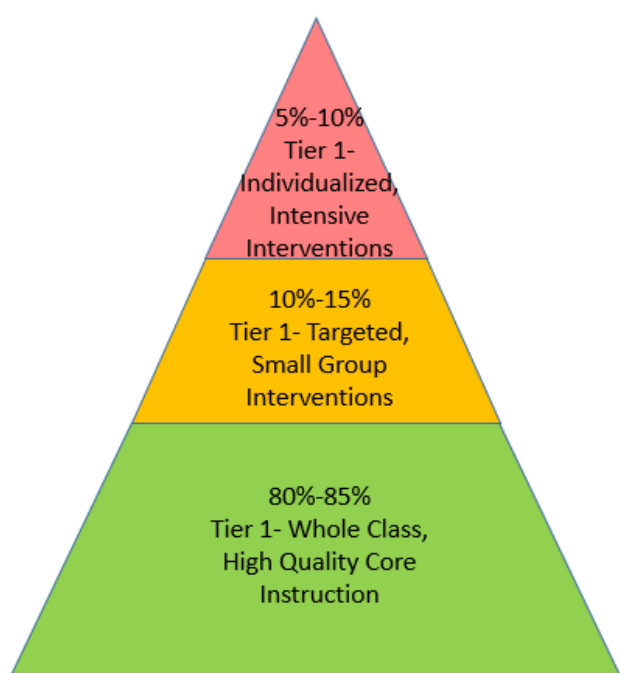 5%-10%
Tier 1-
Individualized,
Intensive
Interventions
10%-15%
Tier 1- Targeted,
Small Group
Interventions
80%-85%
Tier 1- Whole Class,
High Quality Core
Instruction